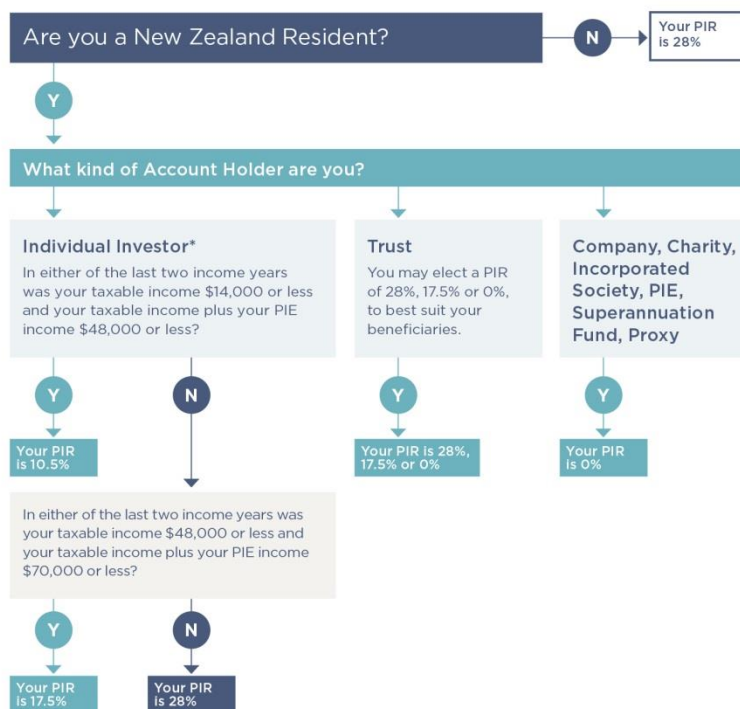 Are you a New Zealand Resident?
N
Your PIR
is 28%
Y
What kind of Account Holder are you?
Individual Investor*
In either of the last two income years
was your taxable income $14,000 or less
and your taxable income plus your PIE
income $48,000 or less?
Trust
You may elect a PIR
of 28%, 17.5% or 0%,
to best suit your
beneficiaries.
Company, Charity,
Incorporated
Society, PIE,
Superannuation
Fund, Proxy
Y
N
Y
Y
Your PIR
is 10.5%
Your PIR is 28%,
17.5% or 0%
Your PIR
is 0%
In either of the last two income years was
your taxable income $48,000 or less and
your taxable income plus your PIE income
$70,000 or less?
Y
N
Your PIR
is 17.5%
Your PIR
is 28%